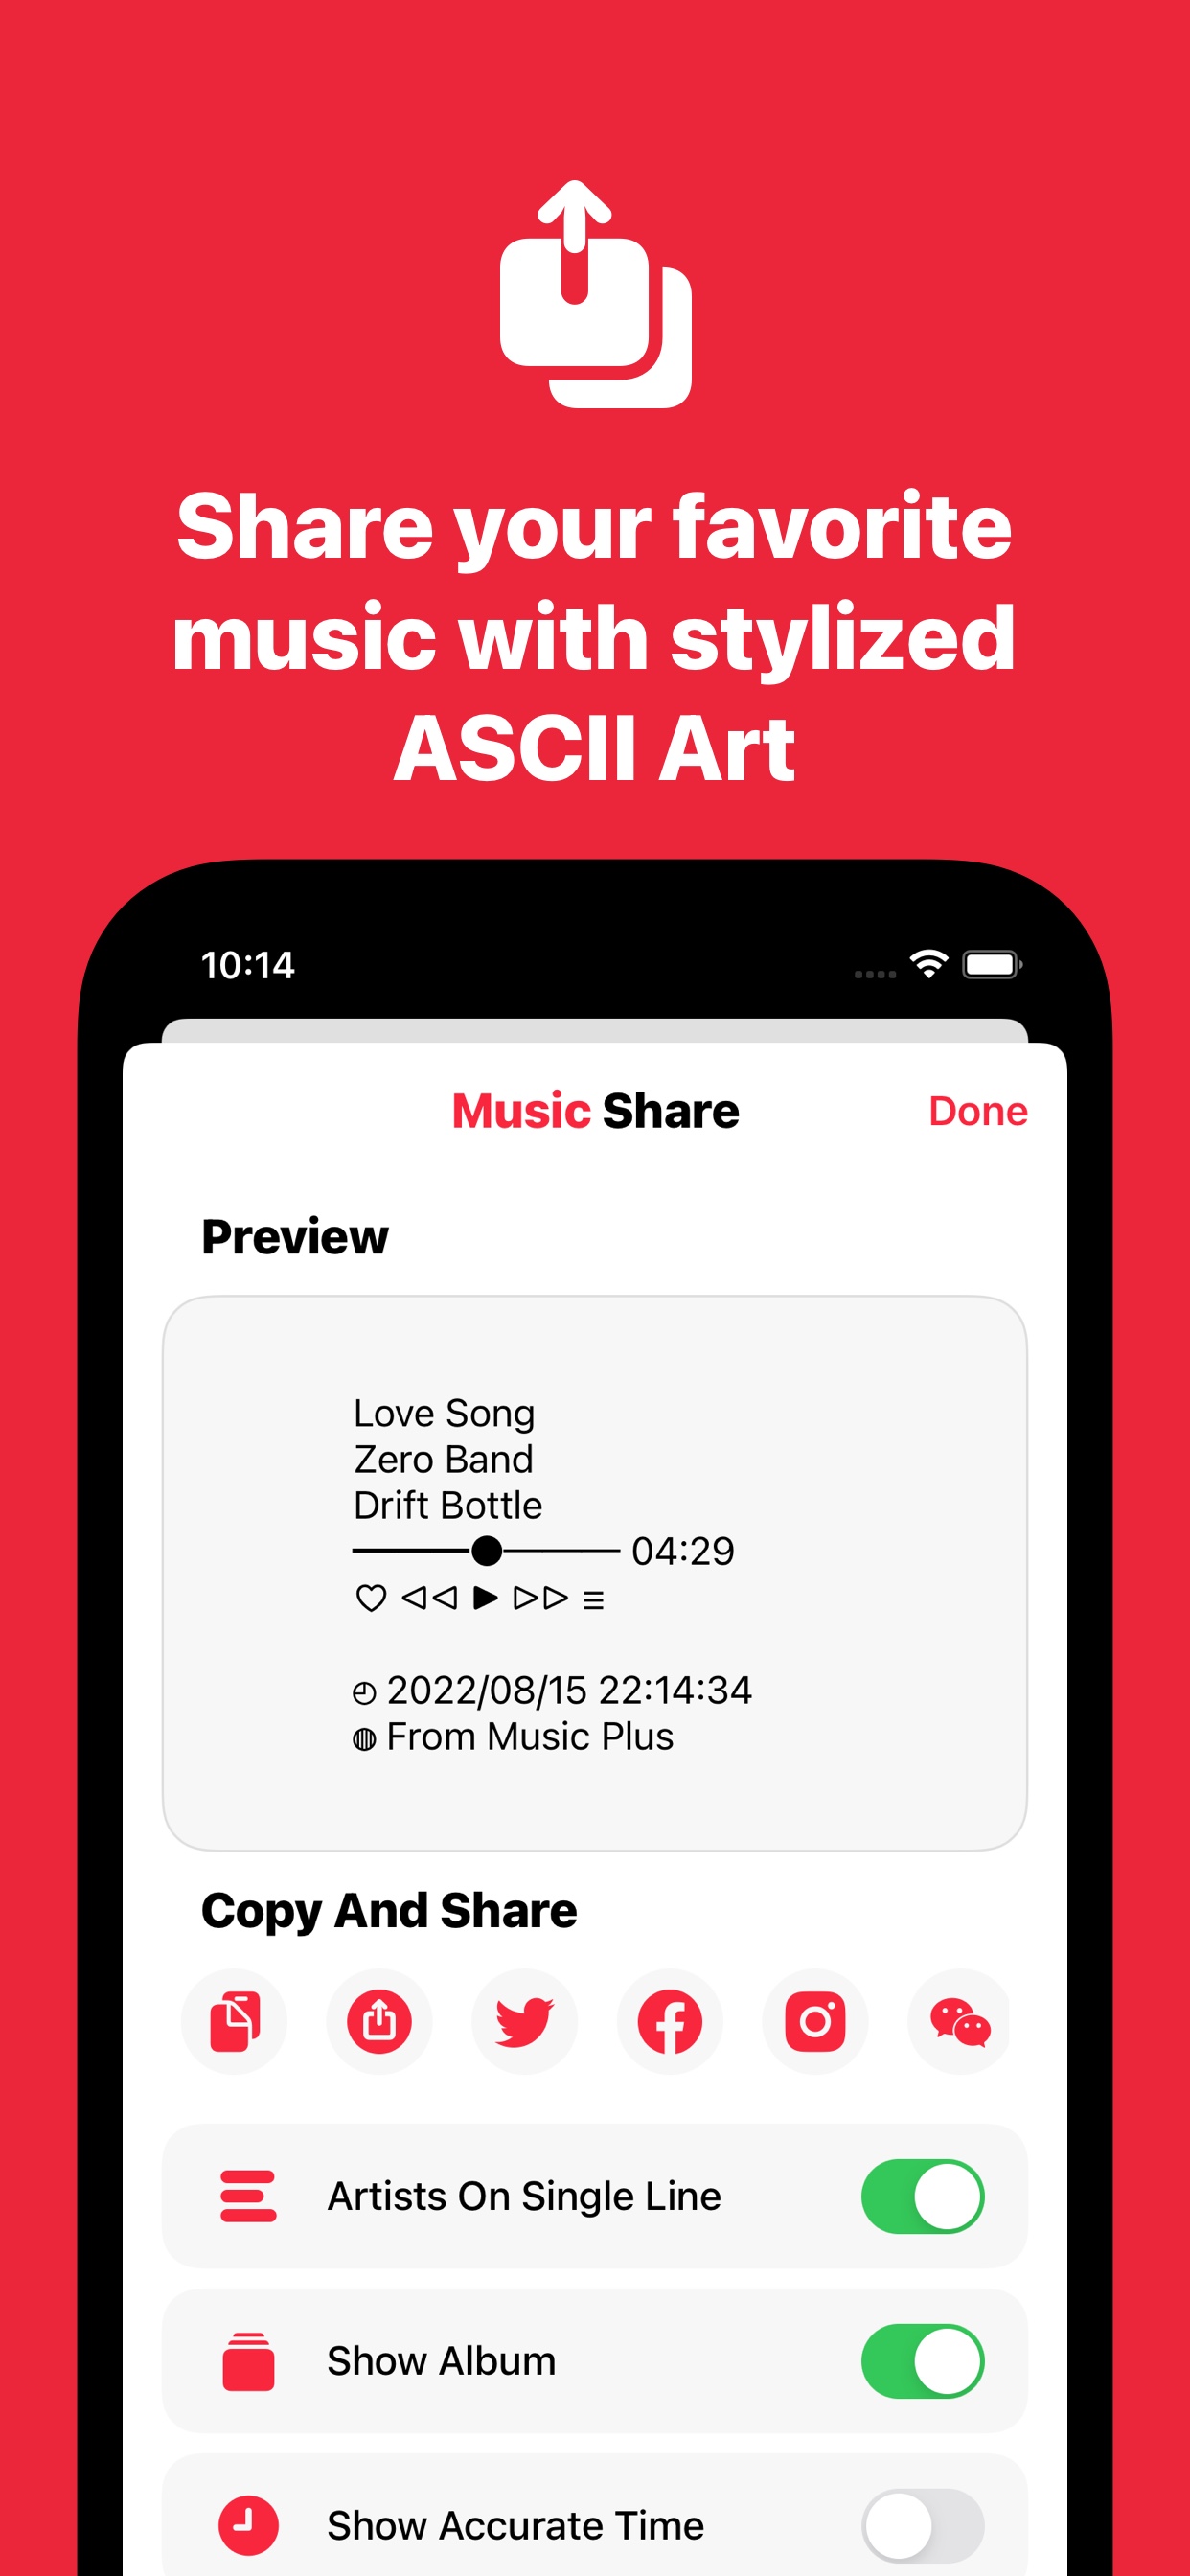 Share your favorite
music with stylized
ASCII Art
10:14
Music Share
Done
Preview
Love Song
Zero Band
Drift Bottle
04:29
2022/08/15 22:14:34
From Music Plus
Copy And Share
Artists On Single Line
Show Album
Show Accurate Time